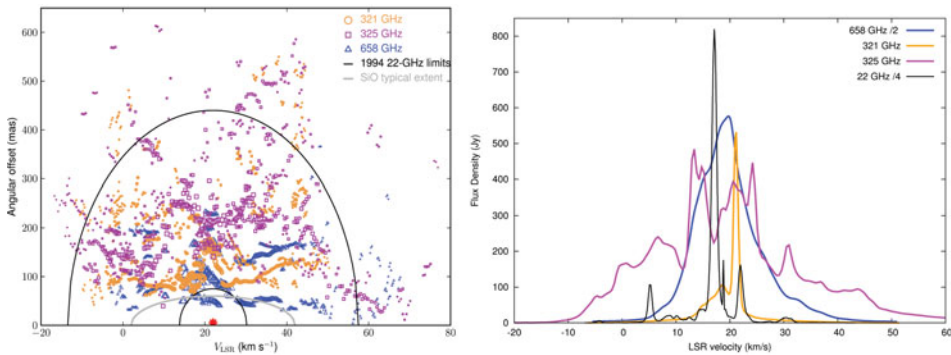 321 GHz
325 GHz
658 GHz
1994 22-GHz limits
SiO typical extent
Angular offset (mas)
600
500
400
300
200
100
0
−20
0
20
40
60
80
V_LSR (km s⁻¹)
658 GHz /2
321 GHz
325 GHz
22 GHz /4
Flux Density (Jy)
800
700
600
500
400
300
200
100
0
-20
-10
0
10
20
30
40
50
60
LSR velocity (km/s)